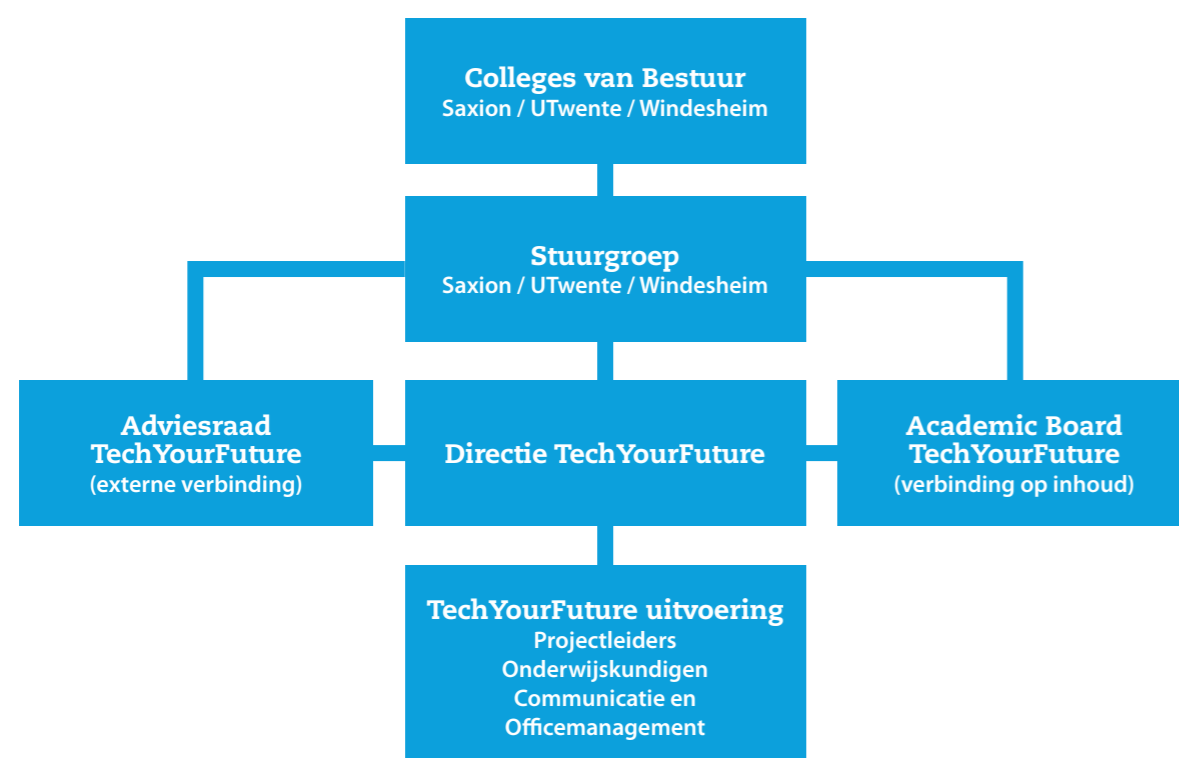 Colleges van Bestuur
Saxion / UTwente / Windesheim
Stuurgroep
Saxion / UTwente / Windesheim
Adviesraad
TechYourFuture
(externe verbinding)
Directie TechYourFuture
Academic Board
TechYourFuture
(verbinding op inhoud)
TechYourFuture uitvoering
Projectleiders
Onderwijskundigen
Communicatie en
Officemanagement